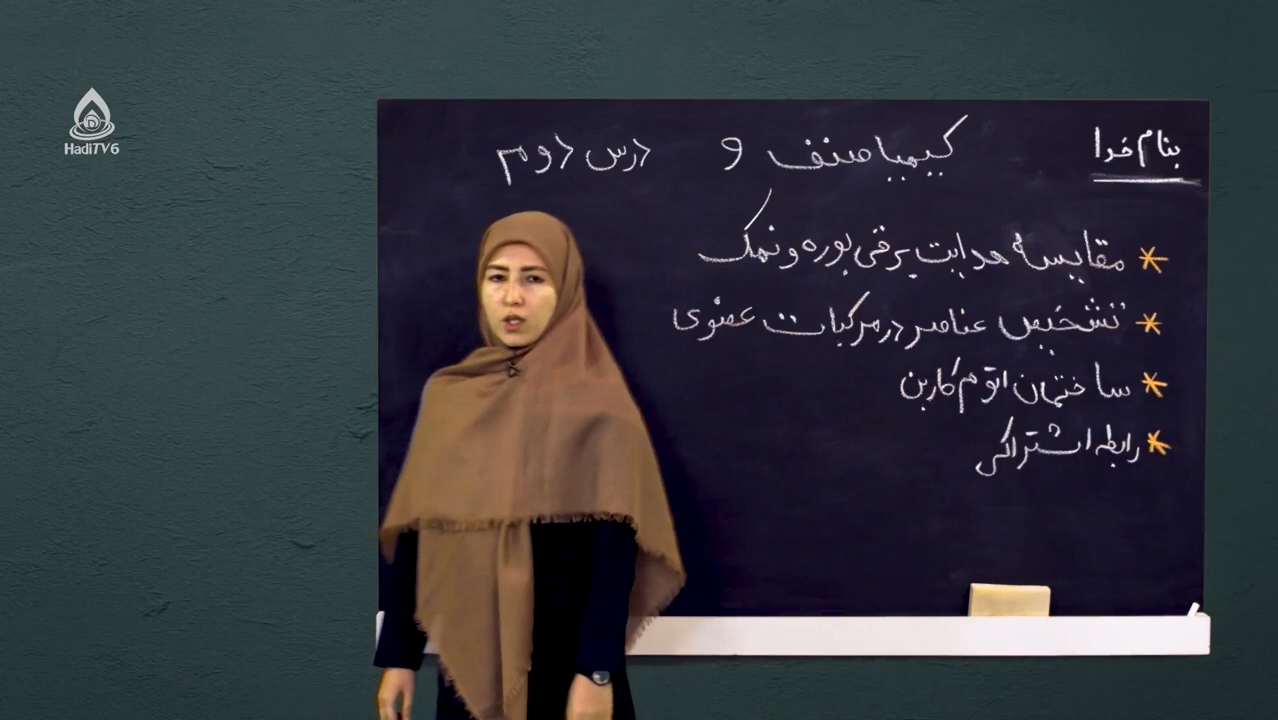 HadiTV6
بنام خدا
کیمیا صنف ۹ درس دوم
* مقایسه هدایت برقی بوره و نمک
* تشخیص عناصر در مرکبات عضوی
* ساختمان اتوم کاربن
* رابطه اشتراکی